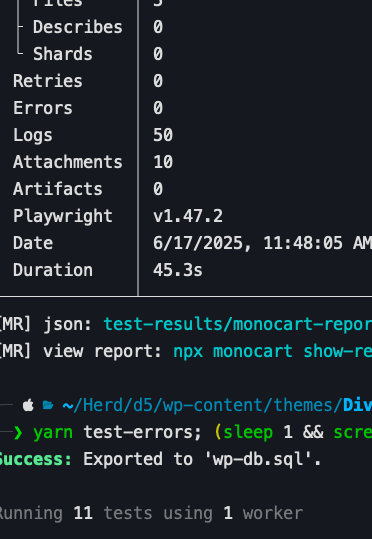 Files 5
Describes 0
Shards 0
Retries 0
Errors 0
Logs 50
Attachments 10
Artifacts 0
Playwright v1.47.2
Date 6/17/2025, 11:48:05 AM
Duration 45.3s
[MR] json: test-results/monocart-repor
[MR] view report: npx monocart show-re
~/Herd/d5/wp-content/themes/Div
❯ yarn test-errors; (sleep 1 && scre
Success: Exported to 'wp-db.sql'.
Running 11 tests using 1 worker